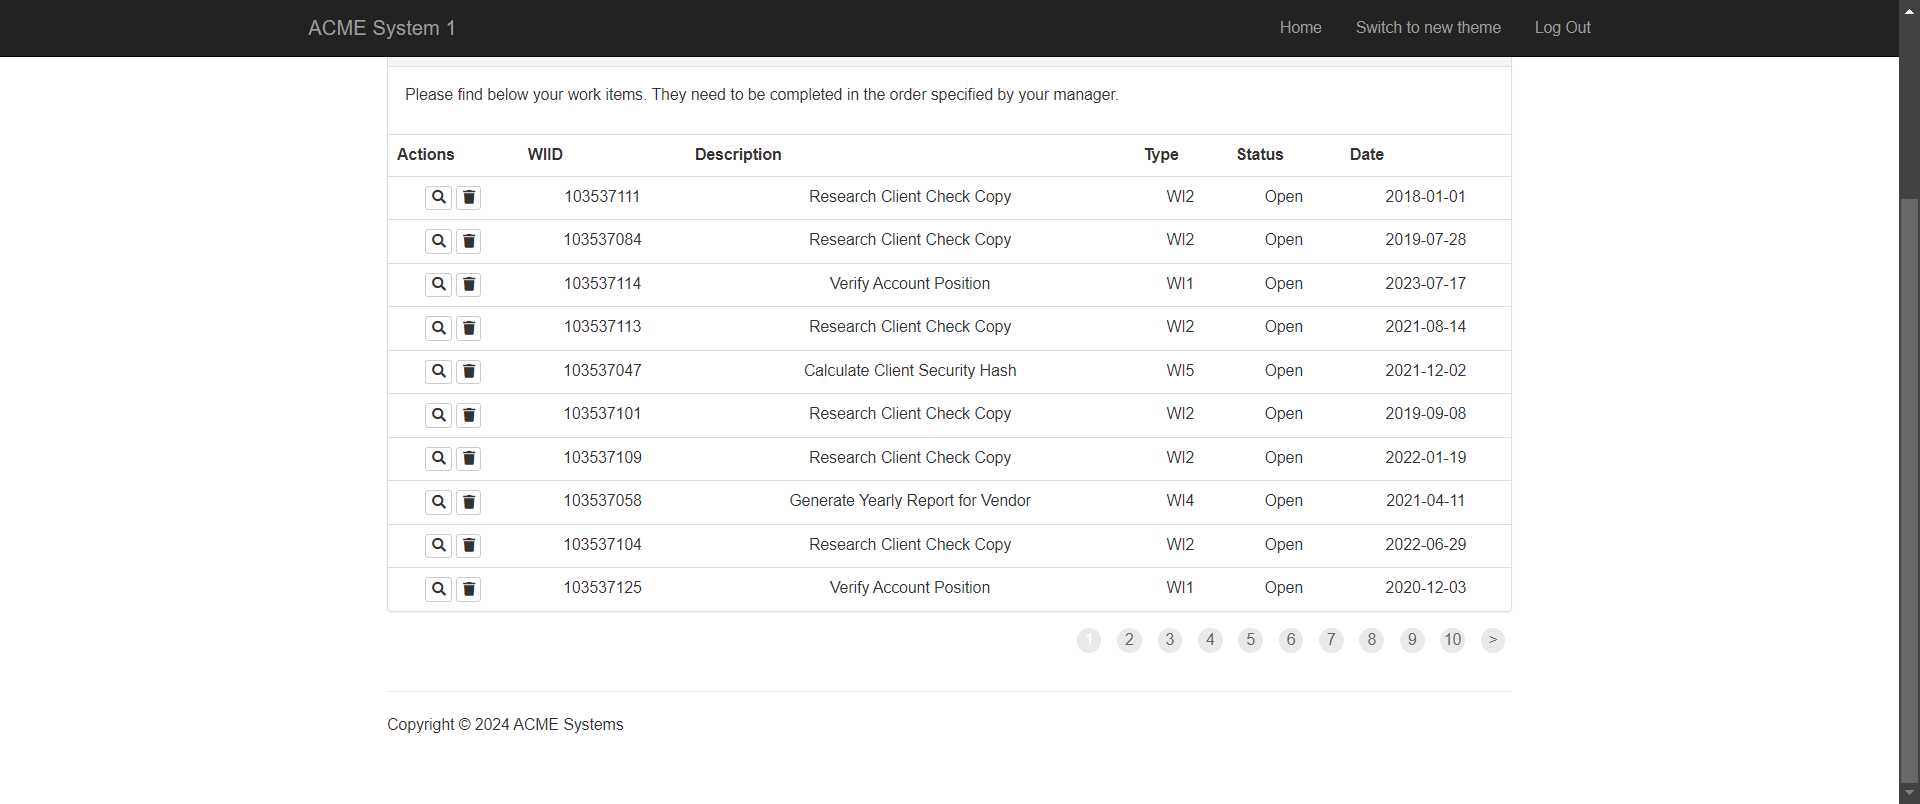 ACME System 1 Home Switch to new theme Log Out
Please find below your work items. They need to be completed in the order specified by your manager.
Actions WIID Description Type Status Date
103537111 Research Client Check Copy WI2 Open 2018-01-01
103537084 Research Client Check Copy WI2 Open 2019-07-28
103537114 Verify Account Position WI1 Open 2023-07-17
103537113 Research Client Check Copy WI2 Open 2021-08-14
103537047 Calculate Client Security Hash WI5 Open 2021-12-02
103537101 Research Client Check Copy WI2 Open 2019-09-08
103537109 Research Client Check Copy WI2 Open 2022-01-19
103537058 Generate Yearly Report for Vendor WI4 Open 2021-04-11
103537104 Research Client Check Copy WI2 Open 2022-06-29
103537125 Verify Account Position WI1 Open 2020-12-03
1 2 3 4 5 6 7 8 9 10 >
Copyright © 2024 ACME Systems